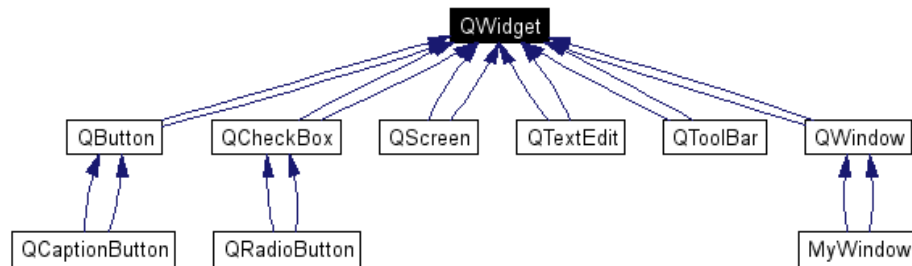 QWidget
QButton
QCheckBox
QScreen
QTextEdit
QToolBar
QWindow
QCaptionButton
QRadioButton
MyWindow